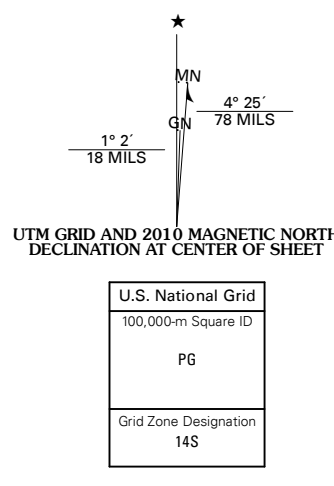 ★
MN
4° 25´
78 MILS
GN
1° 2´
18 MILS
UTM GRID AND 2010 MAGNETIC NORTH
DECLINATION AT CENTER OF SHEET
U.S. National Grid
100,000-m Square ID
PG
Grid Zone Designation
14S